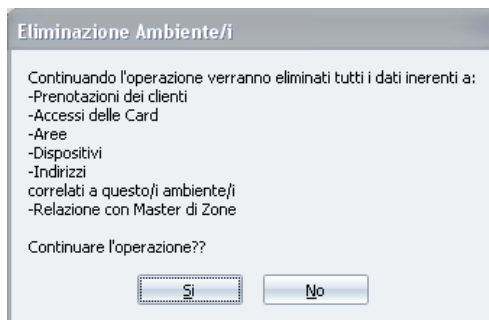 Eliminazione Ambiente/i
Continuando l'operazione verranno eliminati tutti i dati inerenti a:
-Prenotazioni dei clienti
-Accessi delle Card
-Aree
-Dispositivi
-Indirizzi
correlati a questo/i ambiente/i
-Relazione con Master di Zone
Continuare l'operazione??
Si
No